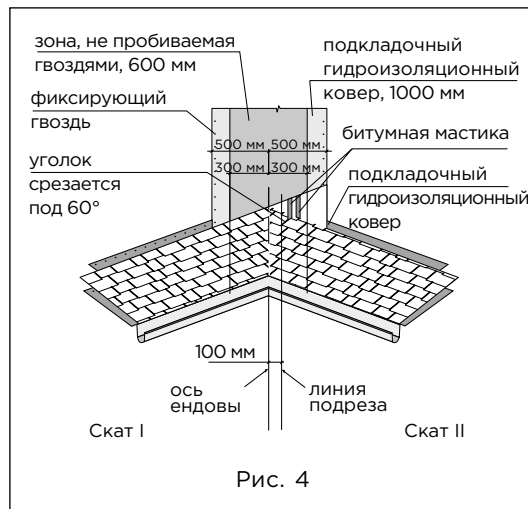 зона, не пробиваемая
гвоздями, 600 мм
подкладочный
гидроизоляционный
ковер, 1000 мм
фиксирующий
гвоздь
500 мм 500 мм
битумная мастика
уголок
срезается
под 60°
300 мм 300 мм
подкладочный
гидроизоляционный
ковер
100 мм
ось
ендовы
линия
подреза
Скат I
Скат II
Рис. 4